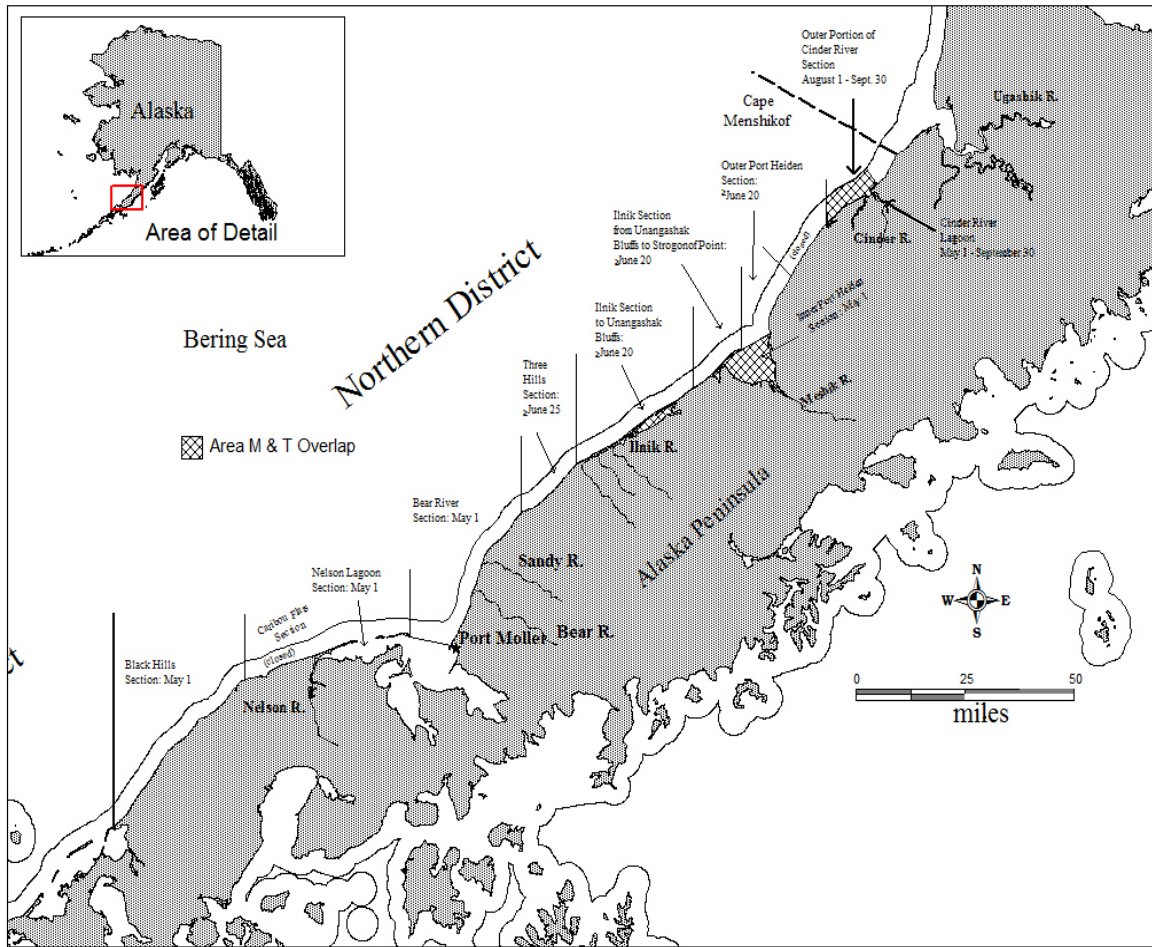 Alaska
Area of Detail
Outer Portion of
Cinder River
Section
August 1 - Sept. 30
Cape
Menshikof
Ugashik R.
Outer Port Heiden
Section:
≥June 20
(closed)
Cinder R.
Cinder River
Lagoon
May 1 - September 30
Ilnik Section
from Unangashak
Bluffs to Strogonof Point:
≥June 20
Inner Port Heiden
Section: May 1
Meshik R.
Northern District
Bering Sea
Ilnik Section
to Unangashak
Bluffs:
≥June 20
Three
Hills
Section:
≥June 25
Area M & T Overlap
Ilnik R.
Alaska Peninsula
Bear River
Section: May 1
Sandy R.
Nelson Lagoon
Section: May 1
Caribou Flats
Section
(closed)
Port Moller
Bear R.
N
W
E
S
Black Hills
Section: May 1
Nelson R.
0
25
50
miles
ct